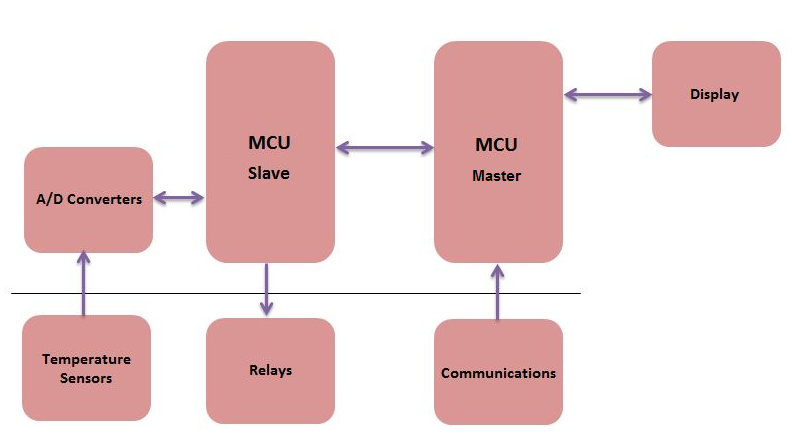 MCU
Slave
MCU
Master
Display
A/D Converters
Temperature
Sensors
Relays
Communications